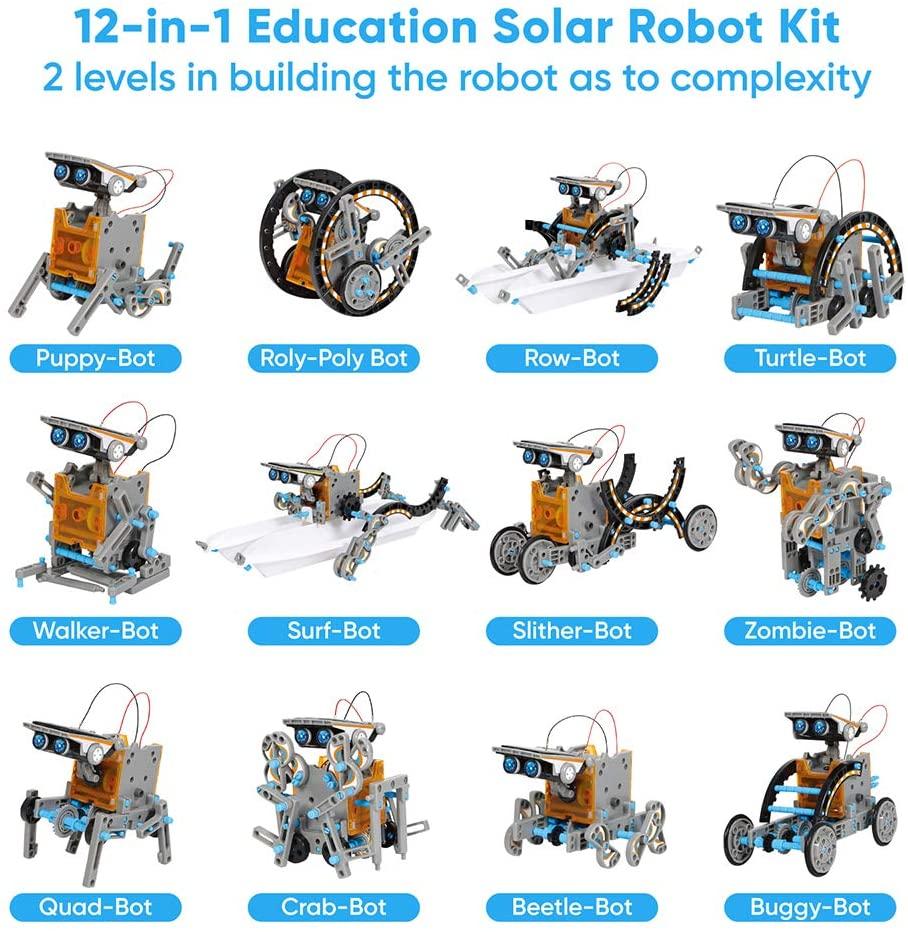 12-in-1 Education Solar Robot Kit
2 levels in building the robot as to complexity
Puppy-Bot
Roly-Poly Bot
Row-Bot
Turtle-Bot
Walker-Bot
Surf-Bot
Slither-Bot
Zombie-Bot
Quad-Bot
Crab-Bot
Beetle-Bot
Buggy-Bot